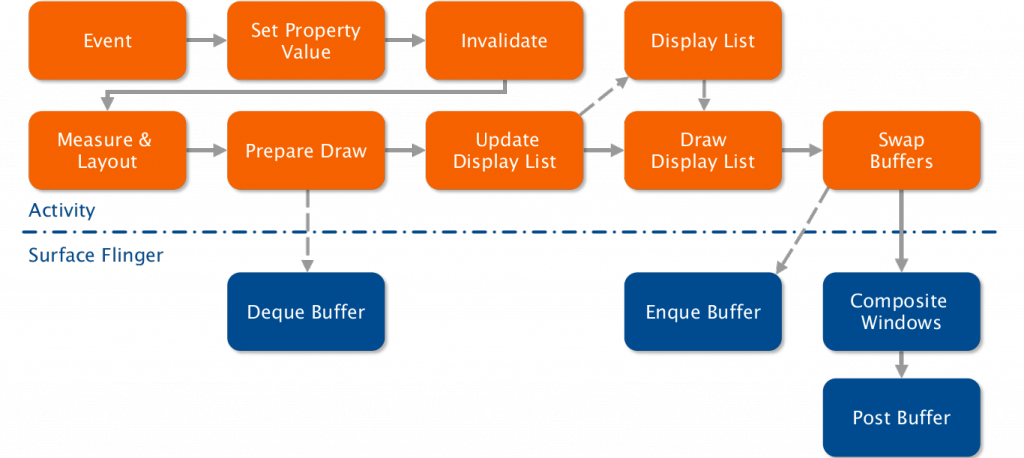 Event
Set Property
Value
Invalidate
Display List
Measure &
Layout
Prepare Draw
Update
Display List
Draw
Display List
Swap
Buffers
Activity
Surface Flinger
Deque Buffer
Enque Buffer
Composite
Windows
Post Buffer